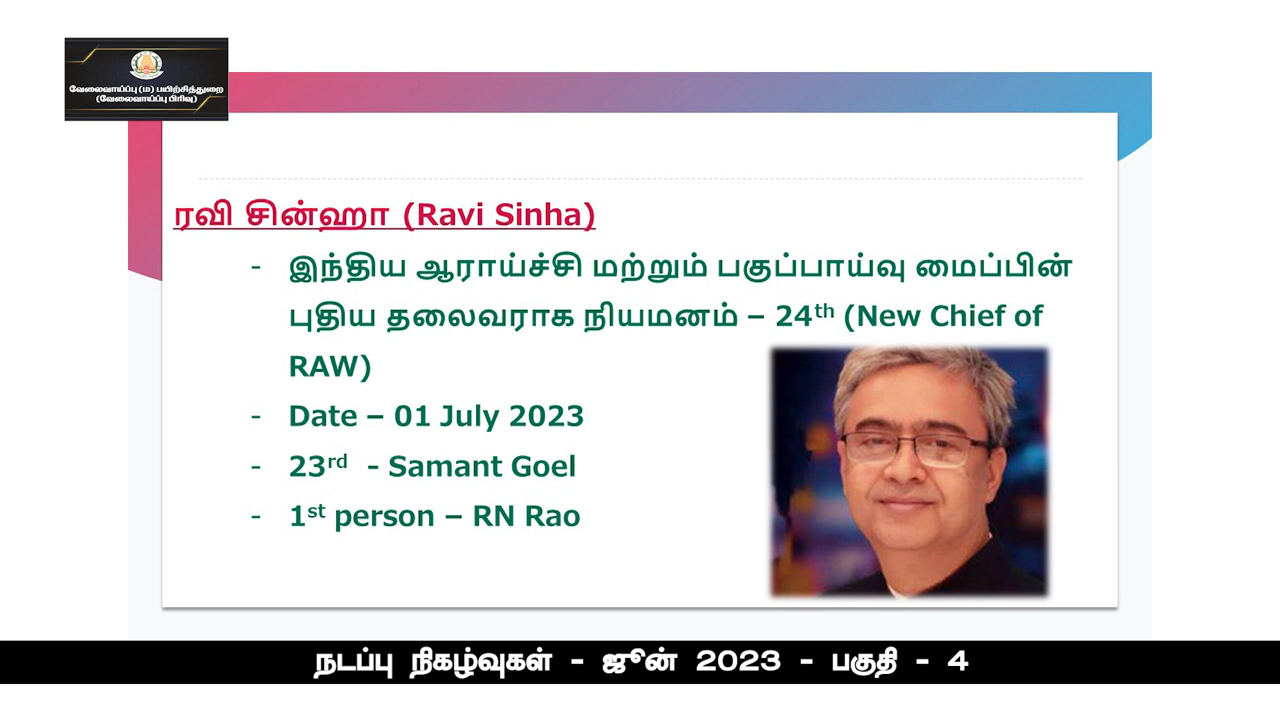 வேலைவாய்ப்பு (ம) பயிற்சித்துறை
(வேலைவாய்ப்பு பிரிவு)
ரவி சின்ஹா (Ravi Sinha)
- இந்திய ஆராய்ச்சி மற்றும் பகுப்பாய்வு மைப்பின்
புதிய தலைவராக நியமனம் – 24th (New Chief of
RAW)
- Date – 01 July 2023
- 23rd - Samant Goel
- 1st person – RN Rao
நடப்பு நிகழ்வுகள் - ஜூன் 2023 - பகுதி - 4